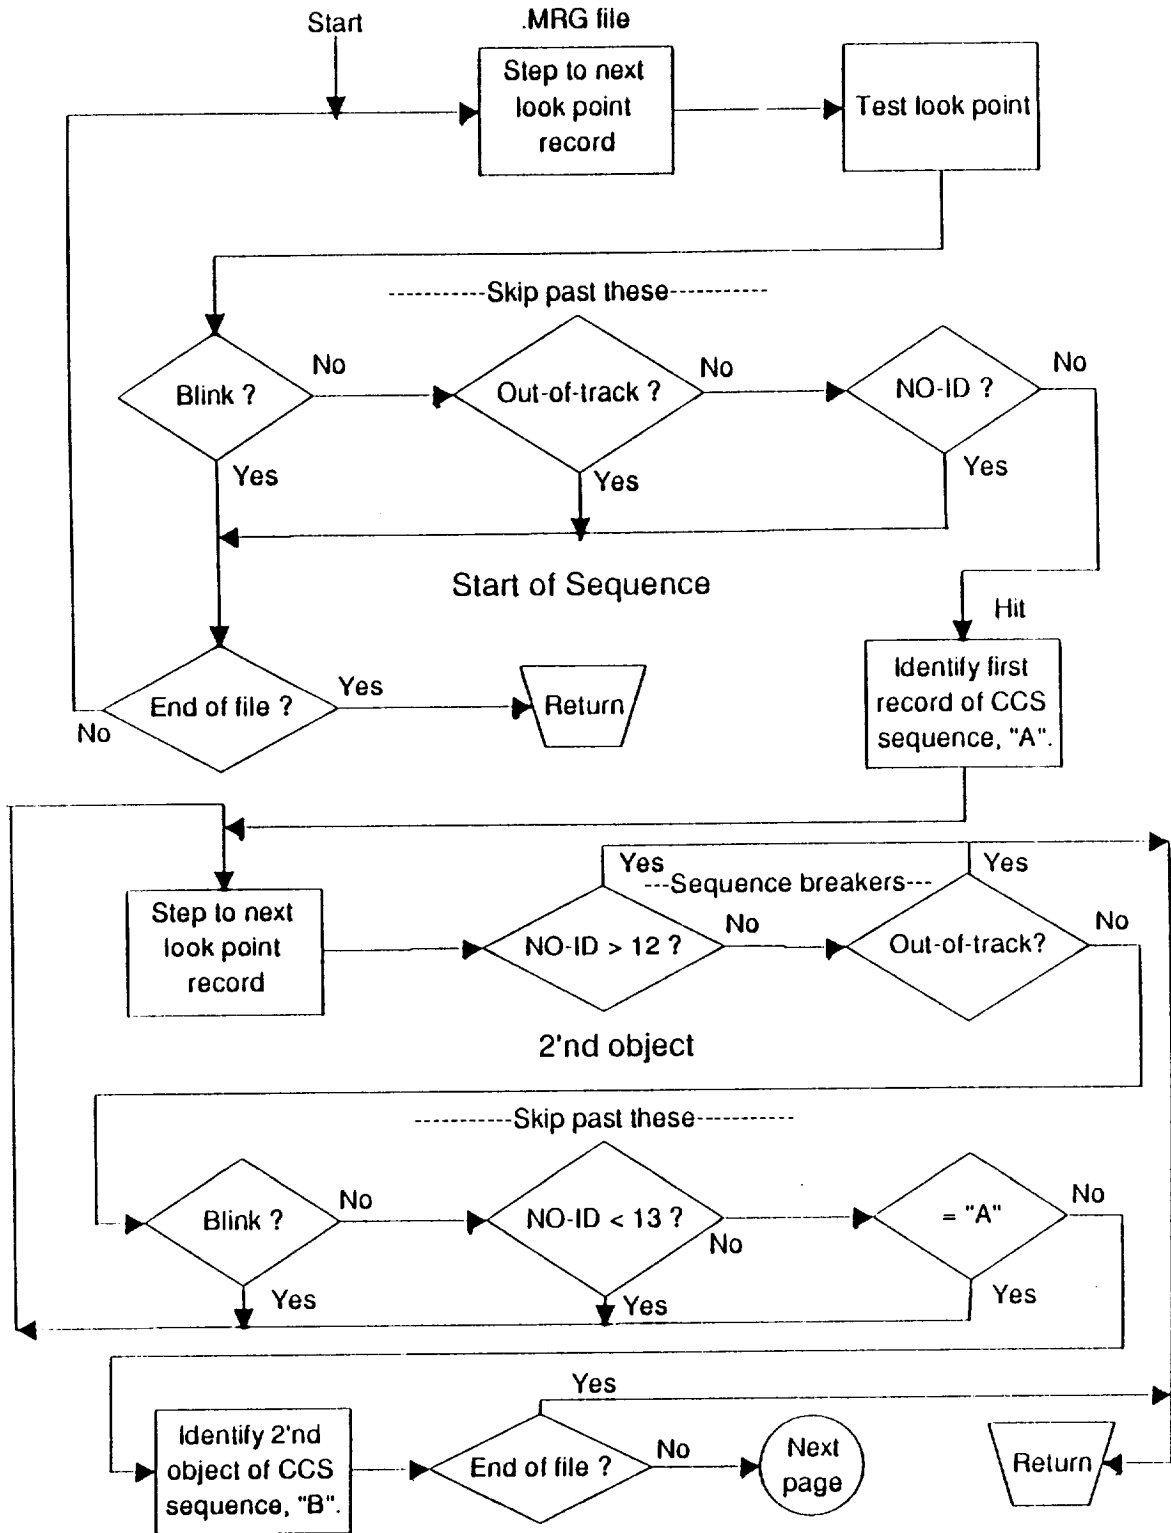 Start
.MRG file
Step to next
look point
record
Test look point
----------Skip past these----------
Blink ?
No
Out-of-track ?
No
NO-ID ?
No
Yes
Yes
Yes
Start of Sequence
Hit
End of file ?
Yes
No
Return
Identify first
record of CCS
sequence, "A".
Yes
Yes
---Sequence breakers---
Step to next
look point
record
NO-ID > 12 ?
No
Out-of-track?
No
2'nd object
----------Skip past these----------
Blink ?
No
NO-ID < 13 ?
No
= "A"
No
Yes
Yes
Yes
Yes
Identify 2'nd
object of CCS
sequence, "B".
End of file ?
No
Next
page
Return